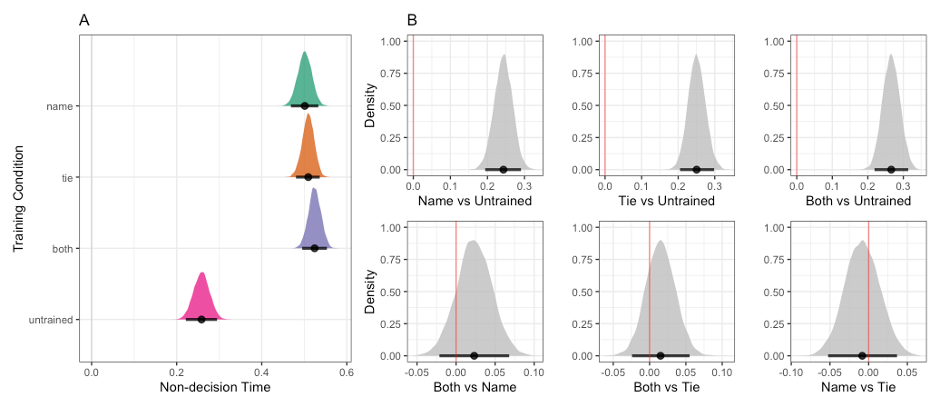 A
Training Condition
name
tie
both
untrained
0.0 0.2 0.4 0.6
Non-decision Time
B
Density
1.00
0.75
0.50
0.25
0.00
0.0 0.1 0.2 0.3
Name vs Untrained
1.00
0.75
0.50
0.25
0.00
0.0 0.1 0.2 0.3
Tie vs Untrained
1.00
0.75
0.50
0.25
0.00
0.0 0.1 0.2 0.3
Both vs Untrained
Density
1.00
0.75
0.50
0.25
0.00
-0.05 0.00 0.05 0.10
Both vs Name
1.00
0.75
0.50
0.25
0.00
-0.05 0.00 0.05 0.10
Both vs Tie
1.00
0.75
0.50
0.25
0.00
-0.10 -0.05 0.00 0.05
Name vs Tie